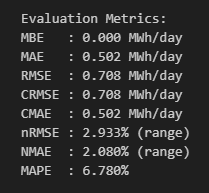 Evaluation Metrics:
MBE   : 0.000 MWh/day
MAE   : 0.502 MWh/day
RMSE  : 0.708 MWh/day
CRMSE : 0.708 MWh/day
CMAE  : 0.502 MWh/day
nRMSE : 2.933% (range)
NMAE  : 2.080% (range)
MAPE  : 6.780%